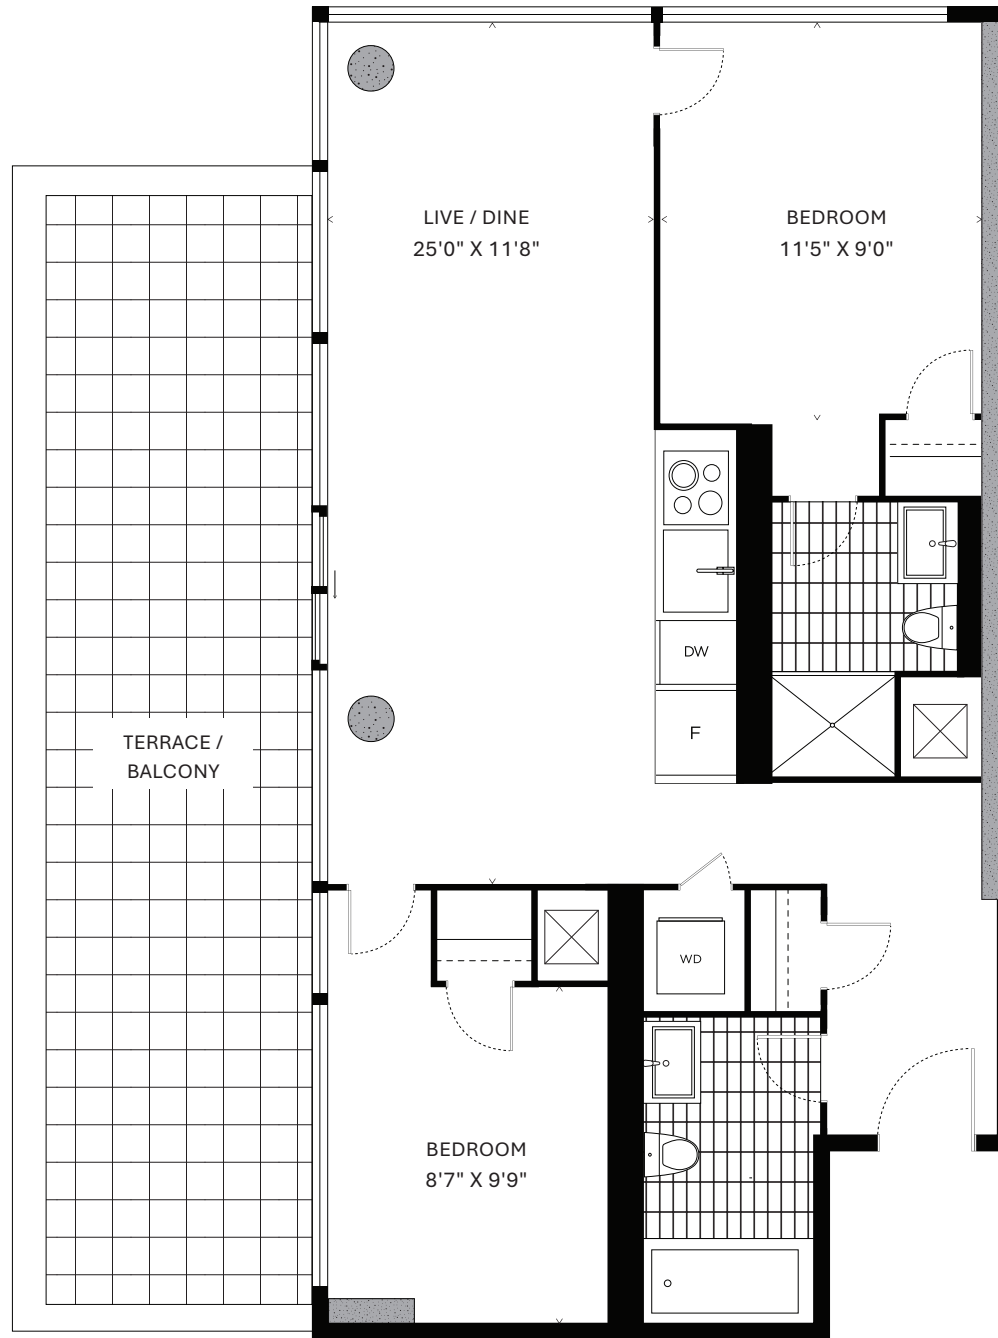 LIVE / DINE
25'0" X 11'8"
BEDROOM
11'5" X 9'0"
DW
F
TERRACE /
BALCONY
WD
BEDROOM
8'7" X 9'9"